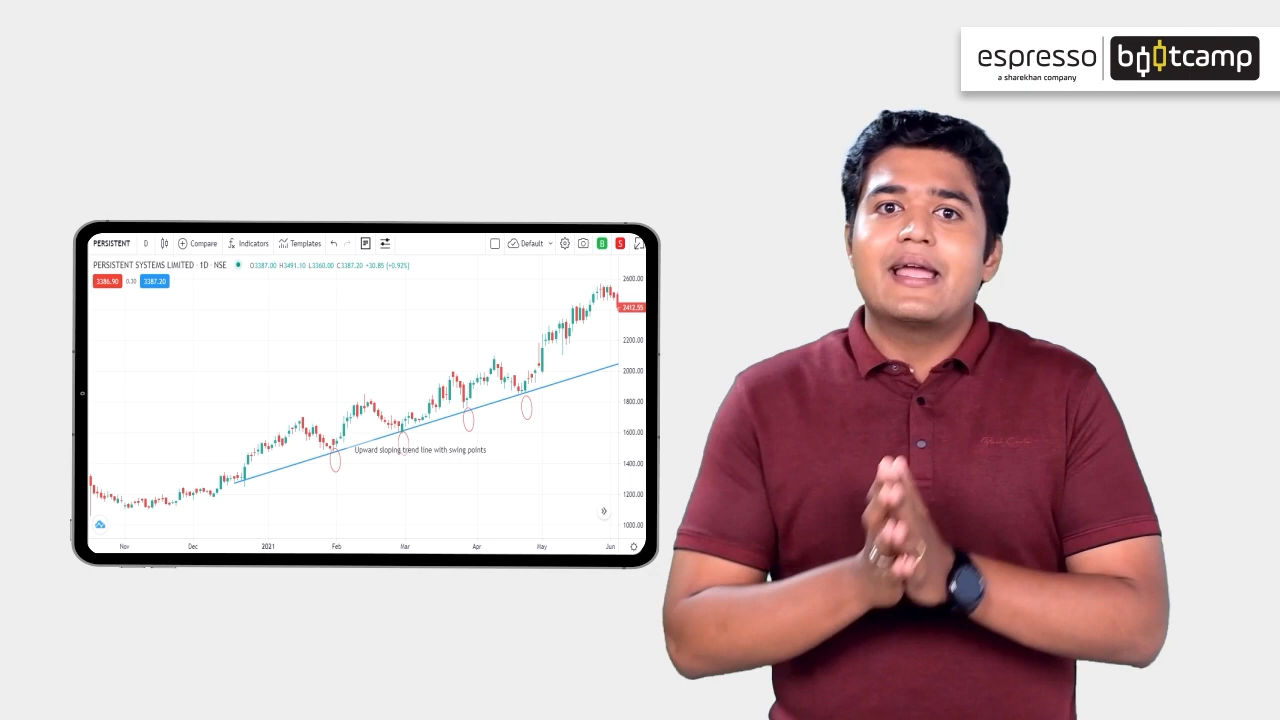 espresso
a sharekhan company
bootcamp
PERSISTENT
D
Compare
Indicators
Templates
Default
B
S
PERSISTENT SYSTEMS LIMITED · 1D · NSE
O3387.00 H3491.10 L3360.00 C3387.20 +30.85 (+0.92%)
3386.90
0.30
3387.20
2600.00
2412.55
2200.00
2000.00
1800.00
1600.00
Upward sloping trend line with swing points
1400.00
1200.00
1000.00
Nov Dec 2021 Feb Mar Apr May Jun